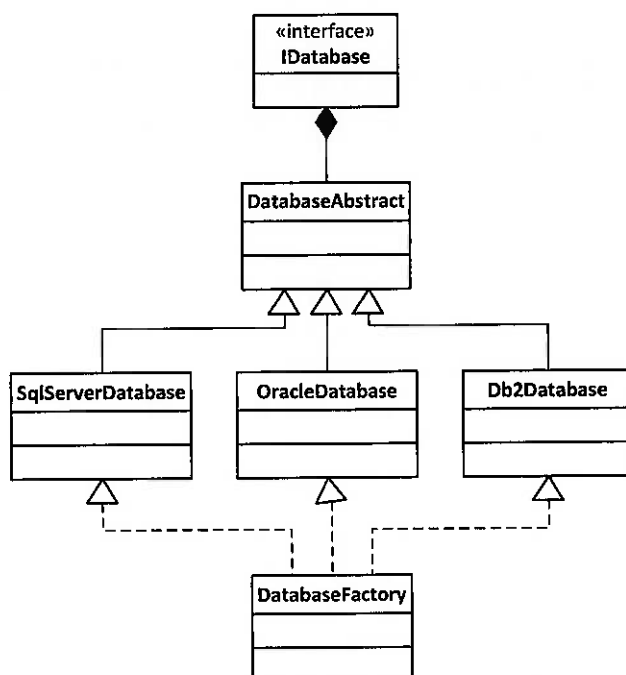 «interface»
IDatabase
DatabaseAbstract
SqlServerDatabase
OracleDatabase
Db2Database
DatabaseFactory